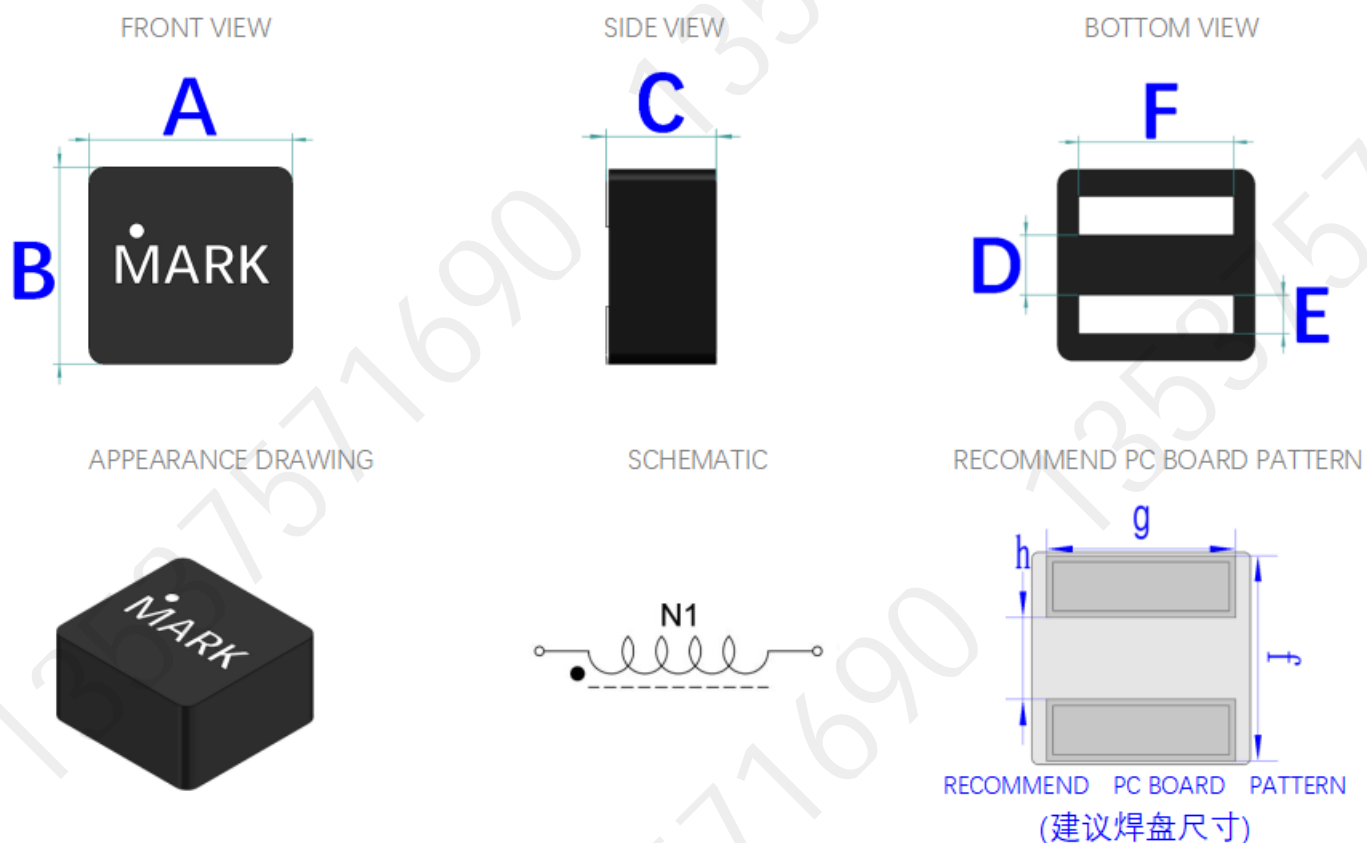 FRONT VIEW
SIDE VIEW
BOTTOM VIEW
A
C
F
B
MARK
D
E
APPEARANCE DRAWING
SCHEMATIC
RECOMMEND PC BOARD PATTERN
MARK
N1
g
h
f
RECOMMEND PC BOARD PATTERN
(建议焊盘尺寸)
13537571690